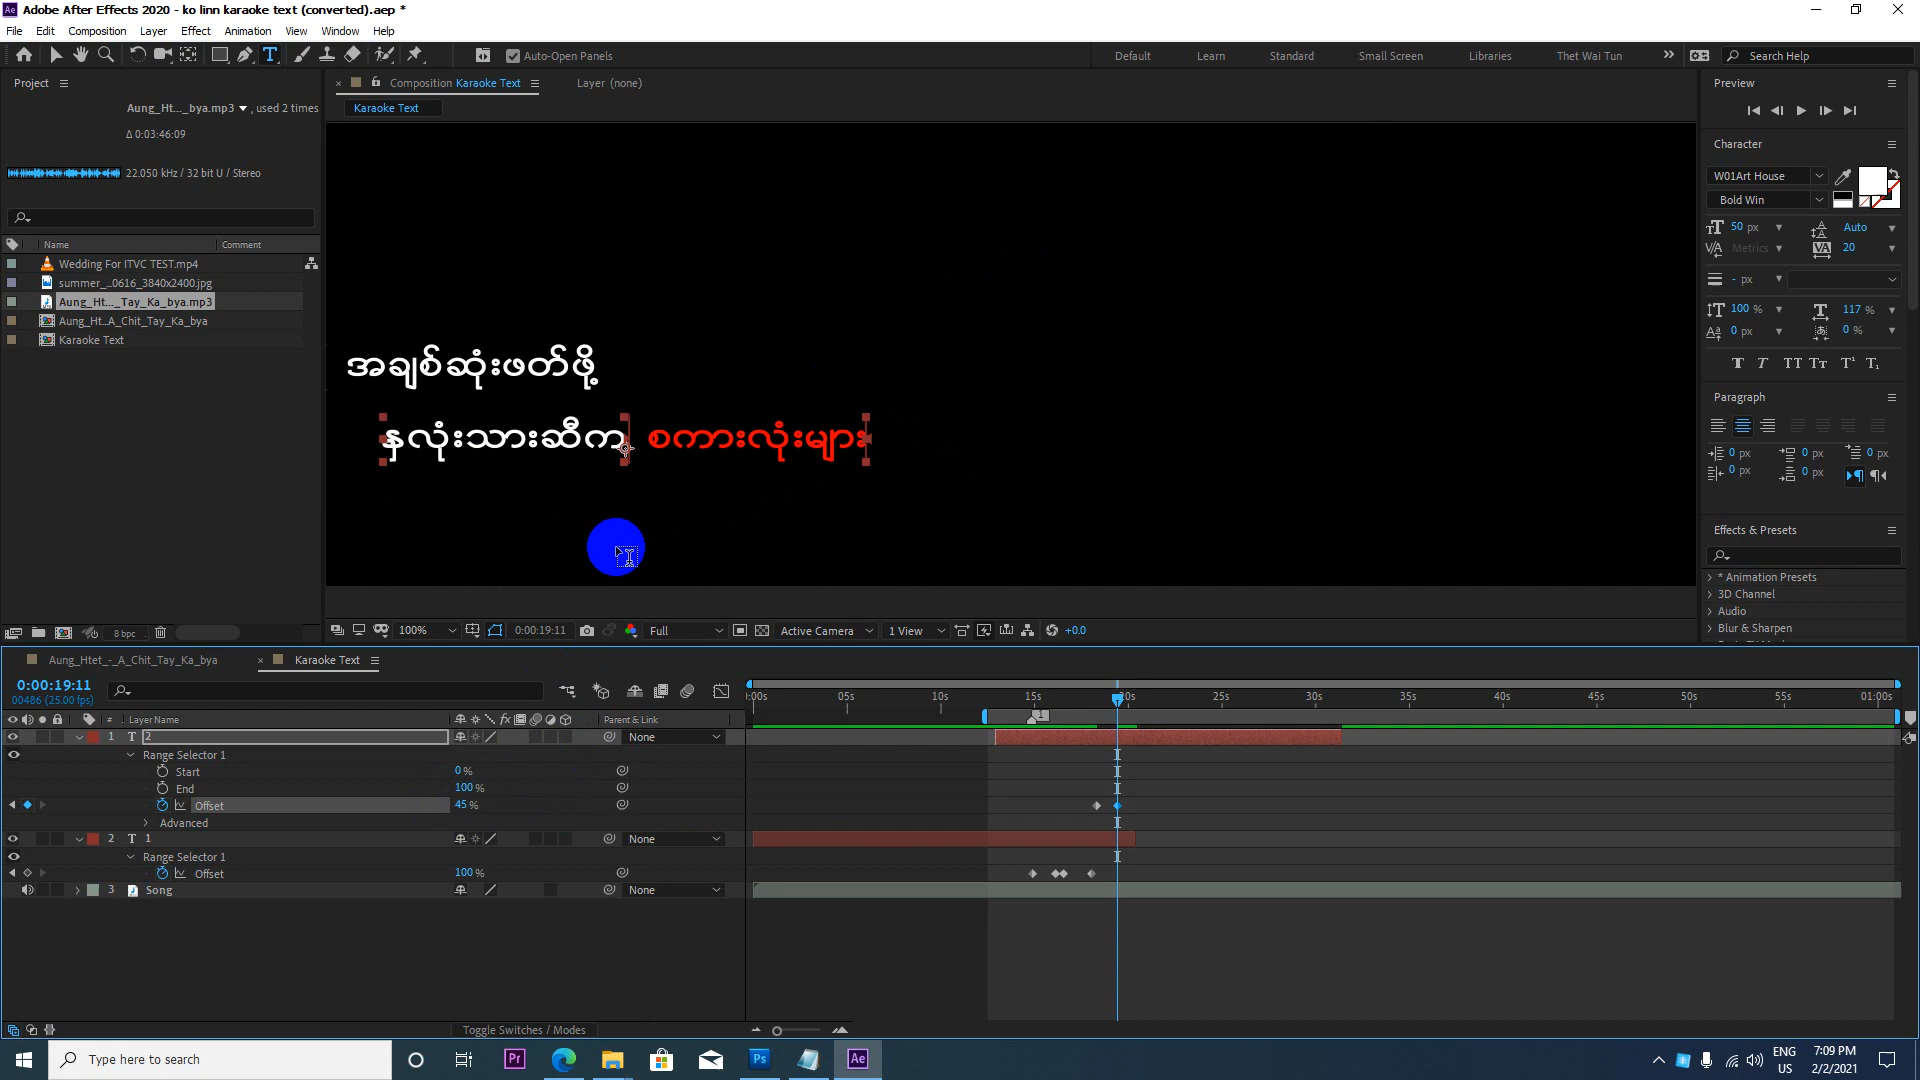 Adobe After Effects 2020 - ko linn karaoke text (converted).aep *
File Edit Composition Layer Effect Animation View Window Help
Auto-Open Panels
Default Learn Standard Small Screen Libraries Thet Wai Tun
Search Help
Project
Composition Karaoke Text
Layer (none)
Karaoke Text
Aung_Ht..._bya.mp3 , used 2 times
Δ 0:03:46:09
22.050 kHz / 32 bit U / Stereo
Name Comment
Wedding For ITVC TEST.mp4
summer_...0616_3840x2400.jpg
Aung_Ht..._Tay_Ka_bya.mp3
Aung_Ht...A_Chit_Tay_Ka_bya
Karaoke Text
8 bpc
အချစ်ဆုံးဖတ်ဖို့
နှလုံးသားဆီက စကားလုံးများ
100% 0:00:19:11 Full Active Camera 1 View +0.0
Preview
Character
W01Art House
Bold Win
50 px Auto
Metrics 20
- px
100 % 117 %
0 px 0 %
Paragraph
0 px 0 px 0 px
0 px 0 px
Effects & Presets
* Animation Presets
3D Channel
Audio
Blur & Sharpen
Aung_Htet_-_A_Chit_Tay_Ka_bya
Karaoke Text
0:00:19:11
00486 (25.00 fps)
# Layer Name Parent & Link
:00s 05s 10s 15s 20s 25s 30s 35s 40s 45s 50s 55s 01:00s
1
1 T 2 None
Range Selector 1
Start 0 %
End 100 %
Offset 45 %
Advanced
2 T 1 None
Range Selector 1
Offset 100 %
3 Song None
Toggle Switches / Modes
Type here to search
Pr Ps Ae
ENG
US
7:09 PM
2/2/2021